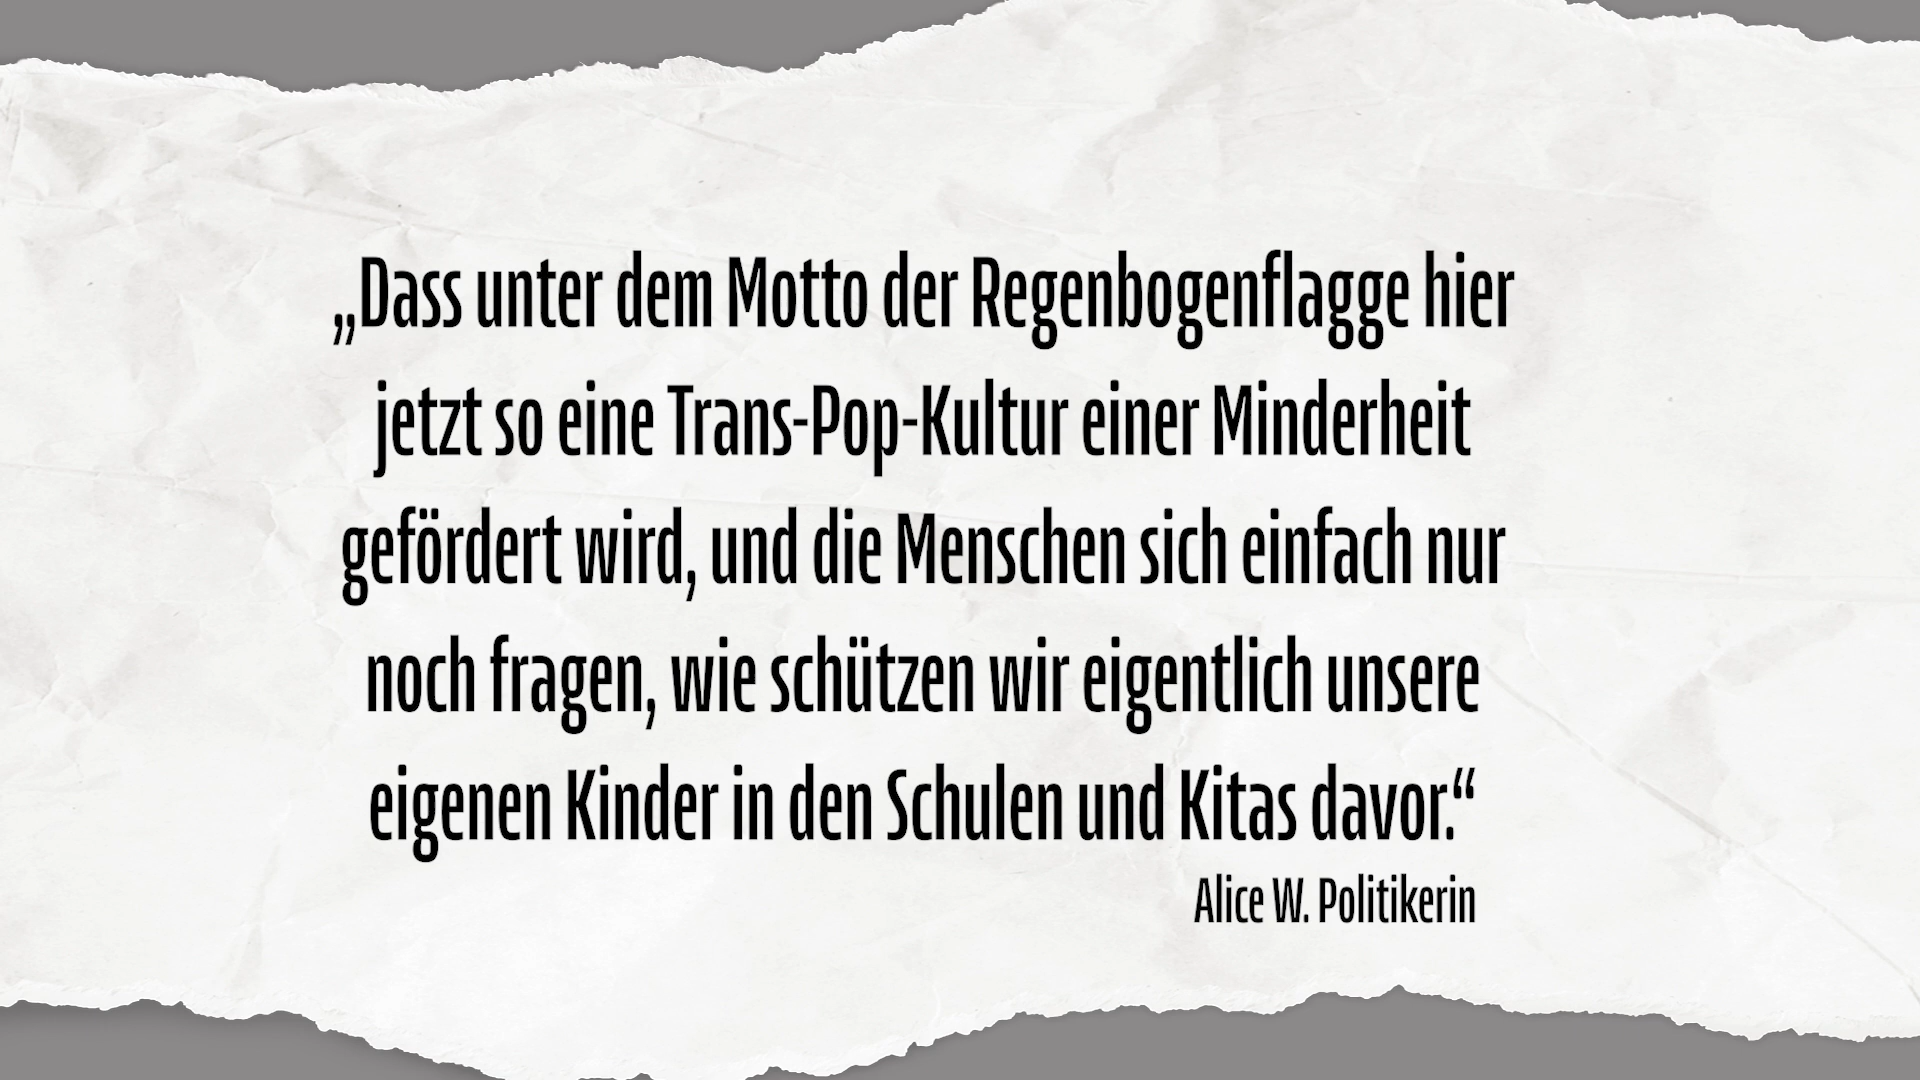 „Dass unter dem Motto der Regenbogenflagge hier
jetzt so eine Trans-Pop-Kultur einer Minderheit
gefördert wird, und die Menschen sich einfach nur
noch fragen, wie schützen wir eigentlich unsere
eigenen Kinder in den Schulen und Kitas davor.“
Alice W. Politikerin